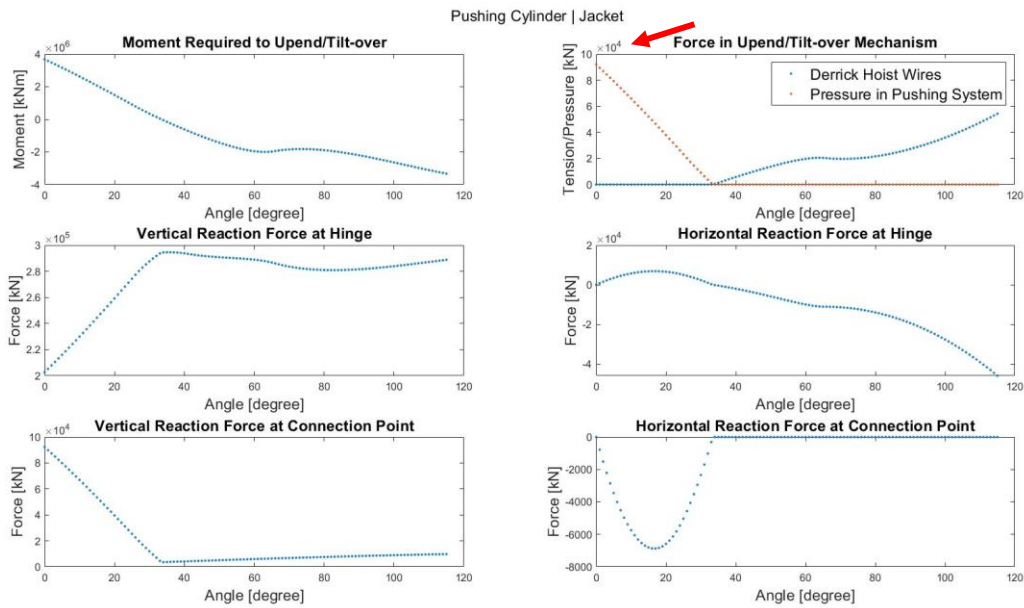 Pushing Cylinder | Jacket
Moment Required to Upend/Tilt-over
×10⁶
4
2
0
-2
-4
Moment [kNm]
0 20 40 60 80 100 120
Angle [degree]
Force in Upend/Tilt-over Mechanism
×10⁴
10
8
6
4
2
0
Tension/Pressure [kN]
Derrick Hoist Wires
Pressure in Pushing System
0 20 40 60 80 100 120
Angle [degree]
Vertical Reaction Force at Hinge
×10⁵
3
2.8
2.6
2.4
2.2
2
Force [kN]
0 20 40 60 80 100 120
Angle [degree]
Horizontal Reaction Force at Hinge
×10⁴
2
0
-2
-4
Force [kN]
0 20 40 60 80 100 120
Angle [degree]
Vertical Reaction Force at Connection Point
×10⁴
10
8
6
4
2
0
Force [kN]
0 20 40 60 80 100 120
Angle [degree]
Horizontal Reaction Force at Connection Point
0
-2000
-4000
-6000
-8000
Force [kN]
0 20 40 60 80 100 120
Angle [degree]